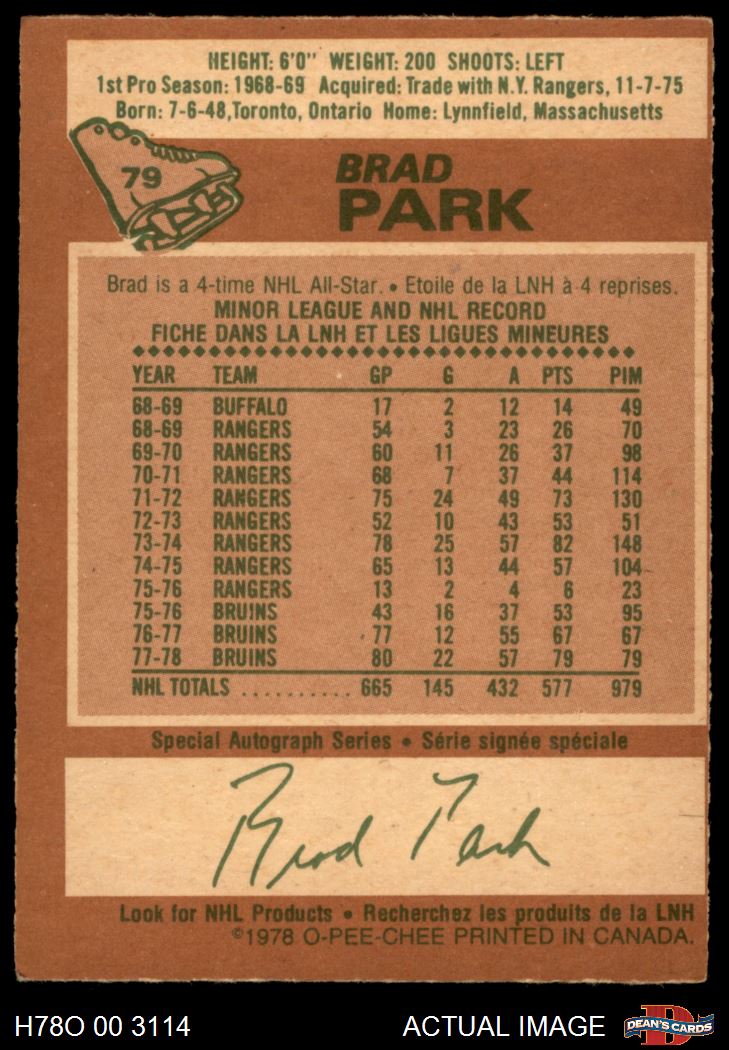 HEIGHT: 6'0" WEIGHT: 200 SHOOTS: LEFT
1st Pro Season: 1968-69 Acquired: Trade with N.Y. Rangers, 11-7-75
Born: 7-6-48, Toronto, Ontario Home: Lynnfield, Massachusetts
79
BRAD
PARK
Brad is a 4-time NHL All-Star. • Etoile de la LNH à 4 reprises.
MINOR LEAGUE AND NHL RECORD
FICHE DANS LA LNH ET LES LIGUES MINEURES
YEAR TEAM GP G A PTS PIM
68-69 BUFFALO 17 2 12 14 49
68-69 RANGERS 54 3 23 26 70
69-70 RANGERS 60 11 26 37 98
70-71 RANGERS 68 7 37 44 114
71-72 RANGERS 75 24 49 73 130
72-73 RANGERS 52 10 43 53 51
73-74 RANGERS 78 25 57 82 148
74-75 RANGERS 65 13 44 57 104
75-76 RANGERS 13 2 4 6 23
75-76 BRUINS 43 16 37 53 95
76-77 BRUINS 77 12 55 67 67
77-78 BRUINS 80 22 57 79 79
NHL TOTALS .......... 665 145 432 577 979
Special Autograph Series • Série signée spéciale
Brad Park
Look for NHL Products • Recherchez les produits de la LNH
©1978 O-PEE-CHEE PRINTED IN CANADA.
H78O 00 3114 ACTUAL IMAGE DEAN'S CARDS